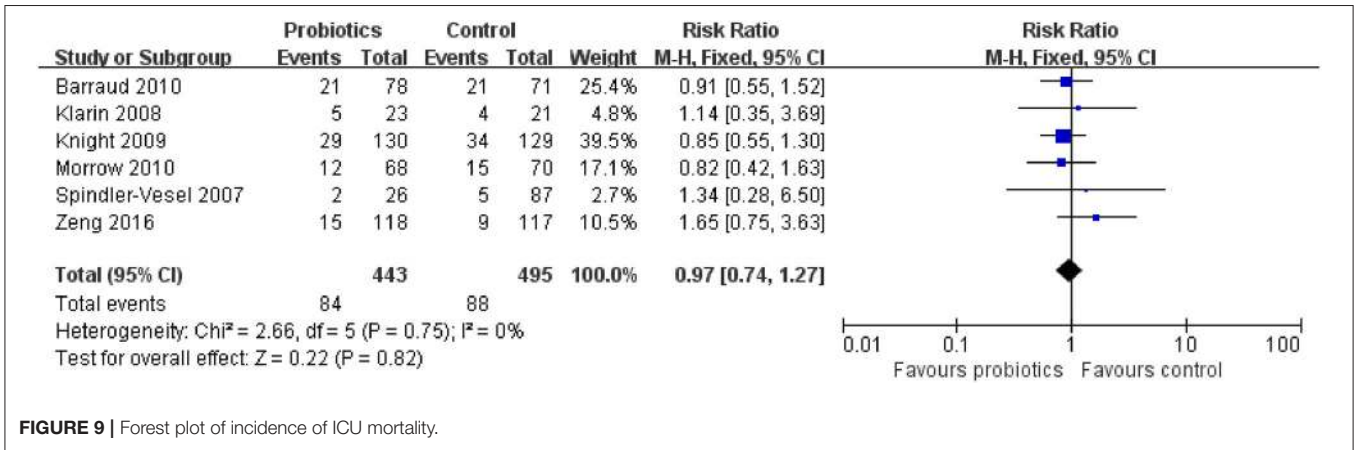 Probiotics Control Risk Ratio Risk Ratio
Study or Subgroup Events Total Events Total Weight M-H, Fixed, 95% CI M-H, Fixed, 95% CI
Barraud 2010 21 78 21 71 25.4% 0.91 [0.55, 1.52]
Klarin 2008 5 23 4 21 4.8% 1.14 [0.35, 3.69]
Knight 2009 29 130 34 129 39.5% 0.85 [0.55, 1.30]
Morrow 2010 12 68 15 70 17.1% 0.82 [0.42, 1.63]
Spindler-Vesel 2007 2 26 5 87 2.7% 1.34 [0.28, 6.50]
Zeng 2016 15 118 9 117 10.5% 1.65 [0.75, 3.63]
Total (95% CI) 443 495 100.0% 0.97 [0.74, 1.27]
Total events 84 88
Heterogeneity: Chi² = 2.66, df = 5 (P = 0.75); I² = 0%
Test for overall effect: Z = 0.22 (P = 0.82)
0.01 0.1 1 10 100
Favours probiotics Favours control
FIGURE 9 | Forest plot of incidence of ICU mortality.